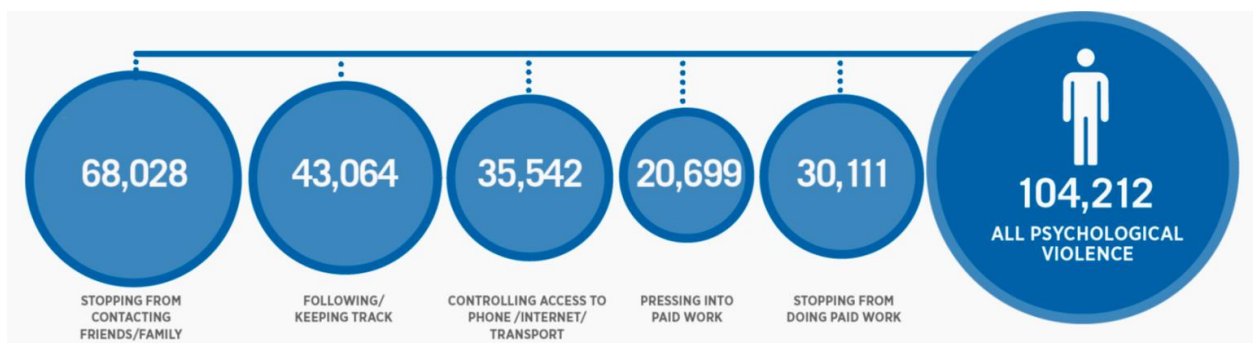 68,028
43,064
35,542
20,699
30,111
104,212
ALL PSYCHOLOGICAL
VIOLENCE
STOPPING FROM
CONTACTING
FRIENDS/FAMILY
FOLLOWING/
KEEPING TRACK
CONTROLLING ACCESS TO
PHONE /INTERNET/
TRANSPORT
PRESSING INTO
PAID WORK
STOPPING FROM
DOING PAID WORK